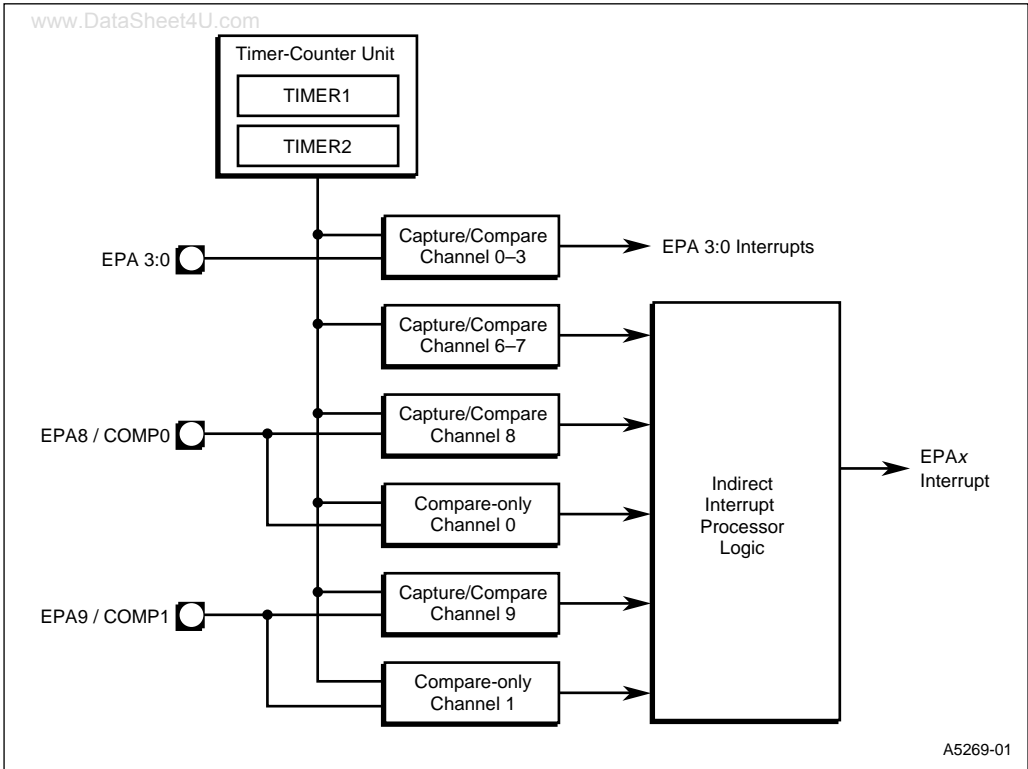 www.DataSheet4U.com
Timer-Counter Unit
TIMER1
TIMER2
EPA 3:0
Capture/Compare
Channel 0–3
EPA 3:0 Interrupts
Capture/Compare
Channel 6–7
EPA8 / COMP0
Capture/Compare
Channel 8
Compare-only
Channel 0
EPA9 / COMP1
Capture/Compare
Channel 9
Compare-only
Channel 1
Indirect
Interrupt
Processor
Logic
EPAx
Interrupt
A5269-01